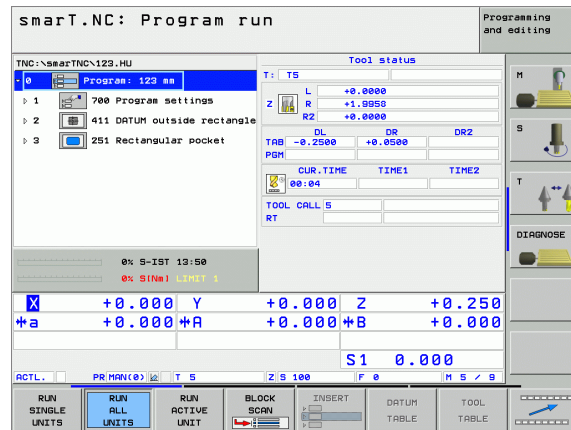 smarT.NC: Program run
Programming
and editing
TNC:\smarTNC\123.HU
0 Program: 123 mm
1 700 Program settings
2 411 DATUM outside rectangle
3 251 Rectangular pocket
Tool status
T: T5
L +0.0000
Z R +1.9958
R2 +0.0000
DL DR DR2
TAB -0.2500 +0.0500
PGM
CUR.TIME TIME1 TIME2
00:04
TOOL CALL 5
RT
M
S
T
DIAGNOSE
0% S-IST 13:50
0% S[Nm] LIMIT 1
X +0.000 Y +0.000 Z +0.250
a +0.000 A +0.000 B +0.000
S1 0.000
ACTL. PR MAN(0) T 5 Z S 100 F 0 M 5 / 9
RUN
SINGLE
UNITS
RUN
ALL
UNITS
RUN
ACTIVE
UNIT
BLOCK
SCAN
INSERT
DATUM
TABLE
TOOL
TABLE